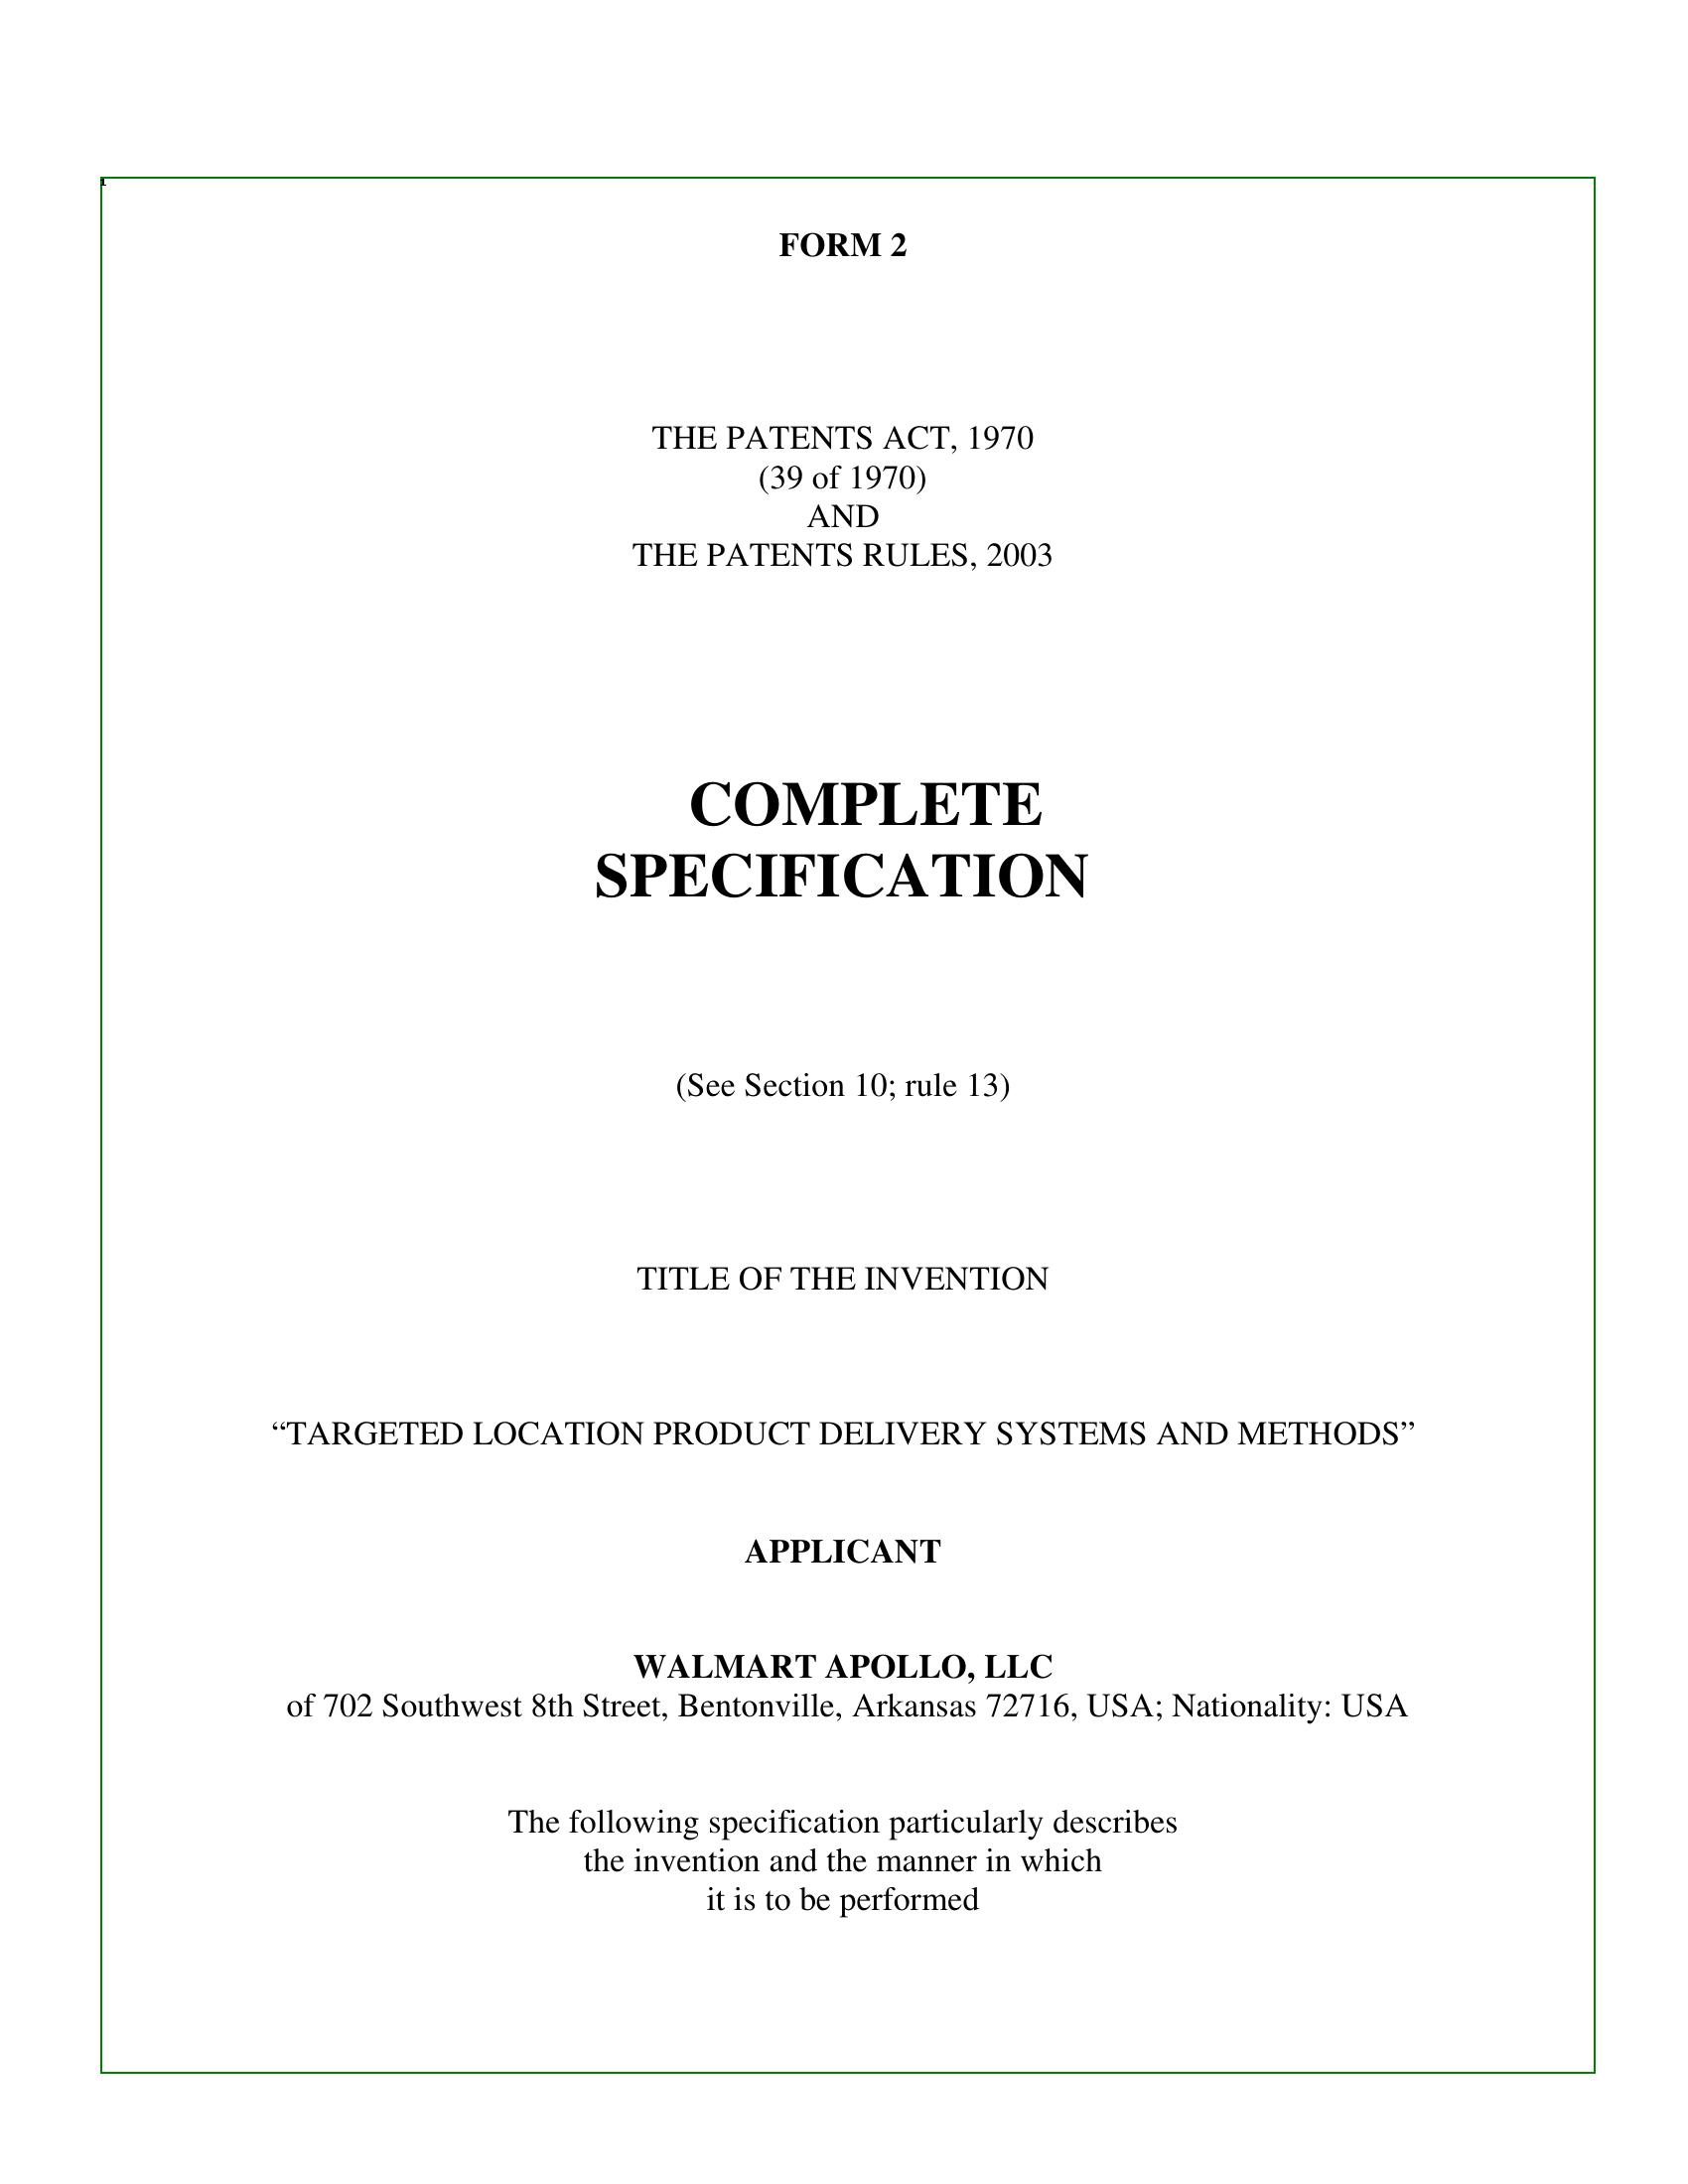 1
FORM 2
THE PATENTS ACT, 1970
(39 of 1970)
AND
THE PATENTS RULES, 2003
COMPLETE
SPECIFICATION
(See Section 10; rule 13)
TITLE OF THE INVENTION
“TARGETED LOCATION PRODUCT DELIVERY SYSTEMS AND METHODS”
APPLICANT
WALMART APOLLO, LLC
of 702 Southwest 8th Street, Bentonville, Arkansas 72716, USA; Nationality: USA
The following specification particularly describes
the invention and the manner in which
it is to be performed